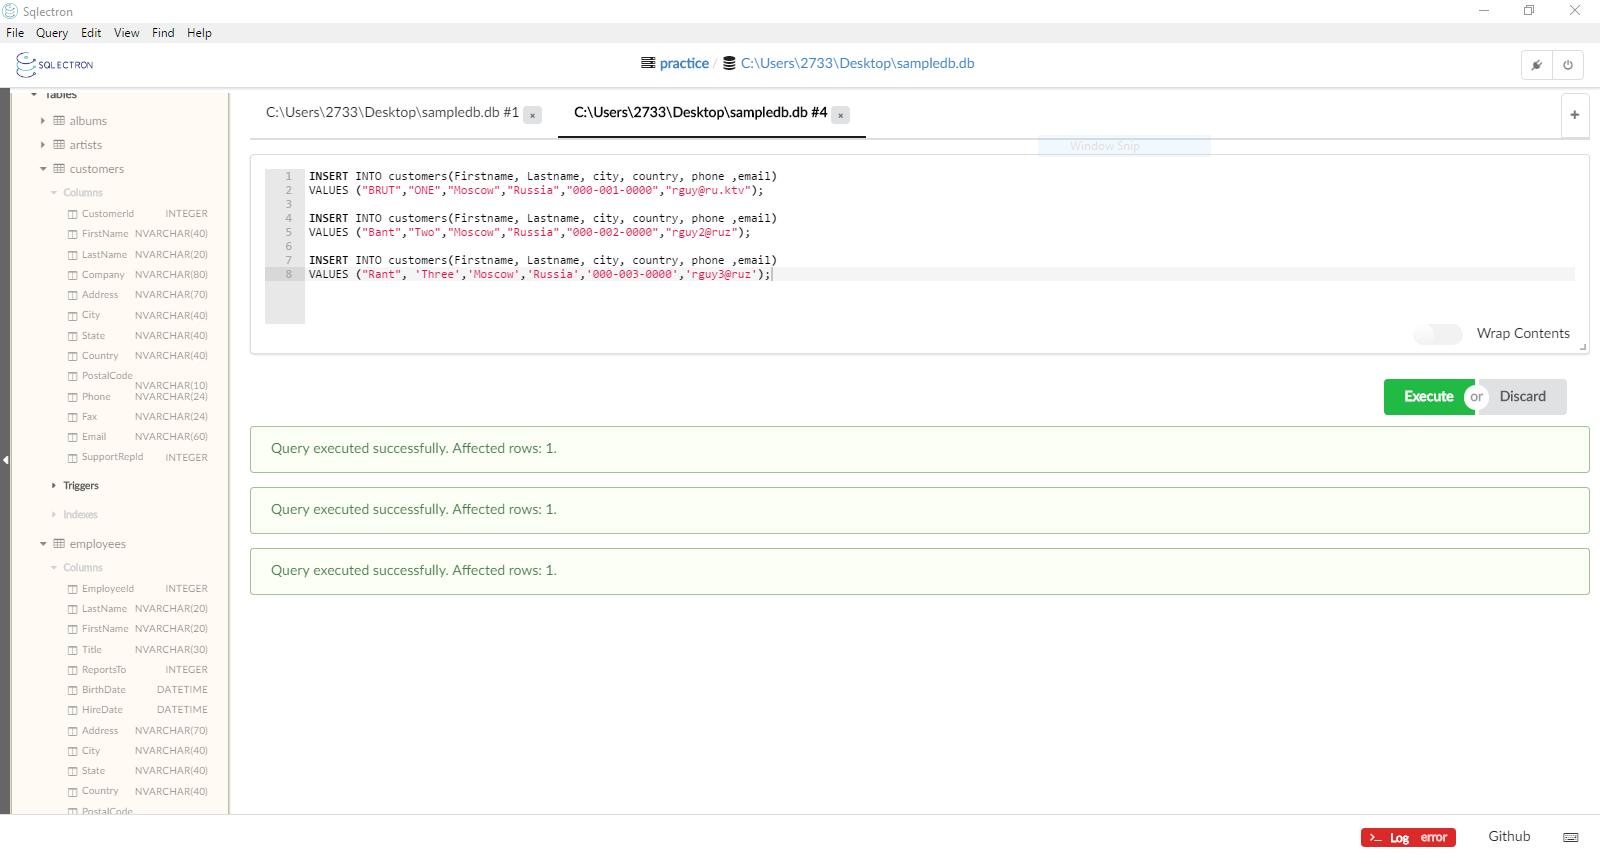 Sqlectron
File Query Edit View Find Help
SQLECTRON
practice / C:\Users\2733\Desktop\sampledb.db
Tables
albums
artists
customers
Columns
CustomerId INTEGER
FirstName NVARCHAR(40)
LastName NVARCHAR(20)
Company NVARCHAR(80)
Address NVARCHAR(70)
City NVARCHAR(40)
State NVARCHAR(40)
Country NVARCHAR(40)
PostalCode NVARCHAR(10)
Phone NVARCHAR(24)
Fax NVARCHAR(24)
Email NVARCHAR(60)
SupportRepId INTEGER
Triggers
Indexes
employees
Columns
EmployeeId INTEGER
LastName NVARCHAR(20)
FirstName NVARCHAR(20)
Title NVARCHAR(30)
ReportsTo INTEGER
BirthDate DATETIME
HireDate DATETIME
Address NVARCHAR(70)
City NVARCHAR(40)
State NVARCHAR(40)
Country NVARCHAR(40)
PostalCode
C:\Users\2733\Desktop\sampledb.db #1 × C:\Users\2733\Desktop\sampledb.db #4 × +
Window Snip
1 INSERT INTO customers(Firstname, Lastname, city, country, phone ,email)
2 VALUES ("BRUT","ONE","Moscow","Russia","000-001-0000","rguy@ru.ktv");
3
4 INSERT INTO customers(Firstname, Lastname, city, country, phone ,email)
5 VALUES ("Bant","Two","Moscow","Russia","000-002-0000","rguy2@ruz");
6
7 INSERT INTO customers(Firstname, Lastname, city, country, phone ,email)
8 VALUES ("Rant", 'Three','Moscow','Russia','000-003-0000','rguy3@ruz');
Wrap Contents
Execute or Discard
Query executed successfully. Affected rows: 1.
Query executed successfully. Affected rows: 1.
Query executed successfully. Affected rows: 1.
>_ Log error Github